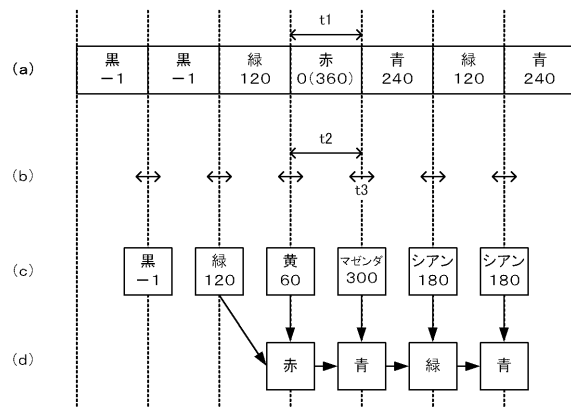 t1
(a)
黒 黒 緑 赤 青 緑 青
−1 −1 120 0(360) 240 120 240
t2
(b)
t3
(c)
黒 緑 黄 マゼンダ シアン シアン
−1 120 60 300 180 180
(d)
赤 青 緑 青